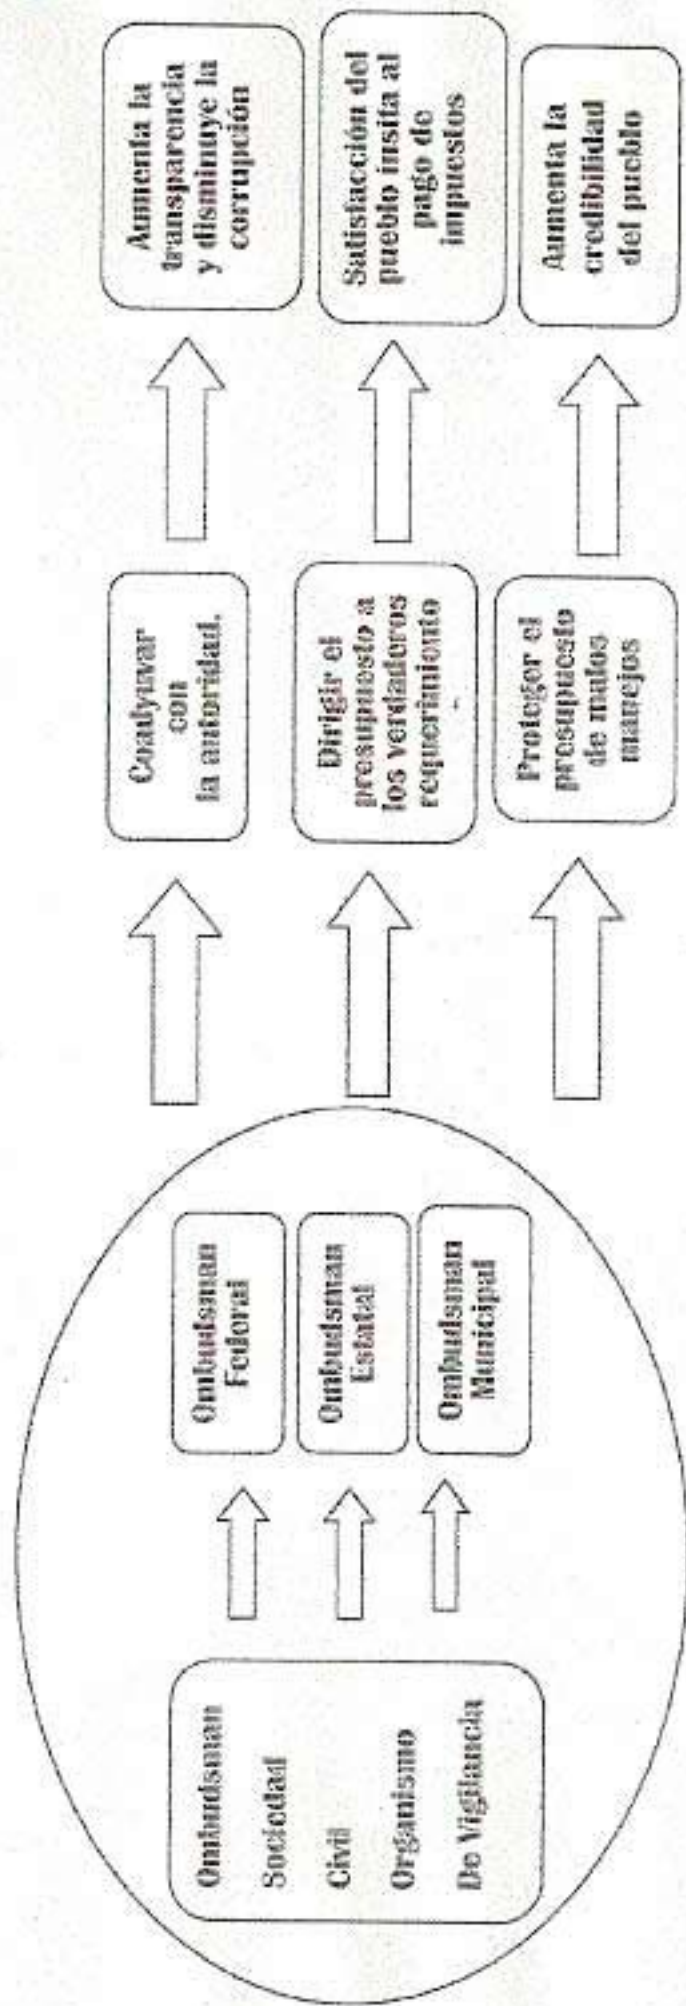 Ombudsman
Sociedad
Civil
Organismo
De Vigilancia
Ombudsman
Federal
Ombudsman
Estatal
Ombudsman
Municipal
Coadyuvar
con
la autoridad.
Dirigir el
presupuesto a
los verdaderos
requerimiento
Proteger el
presupuesto
de malos
manejos
Aumenta la
transparencia
y disminuye la
corrupción
Satisfacción del
pueblo insita al
pago de
impuestos
Aumenta la
credibilidad
del pueblo